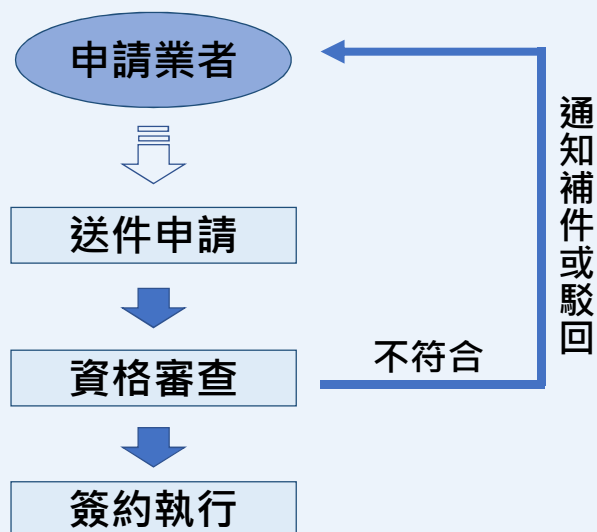 申請業者
送件申請
資格審查
不符合
通知補件或駁回
簽約執行